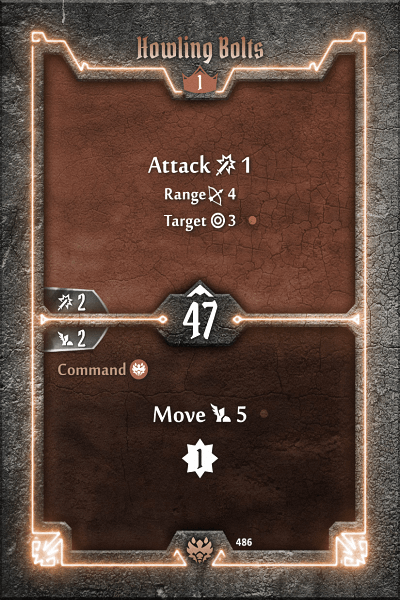 Howling Bolts
1
Attack 1
Range 4
Target 3
2
47
2
Command
Move 5
1
486